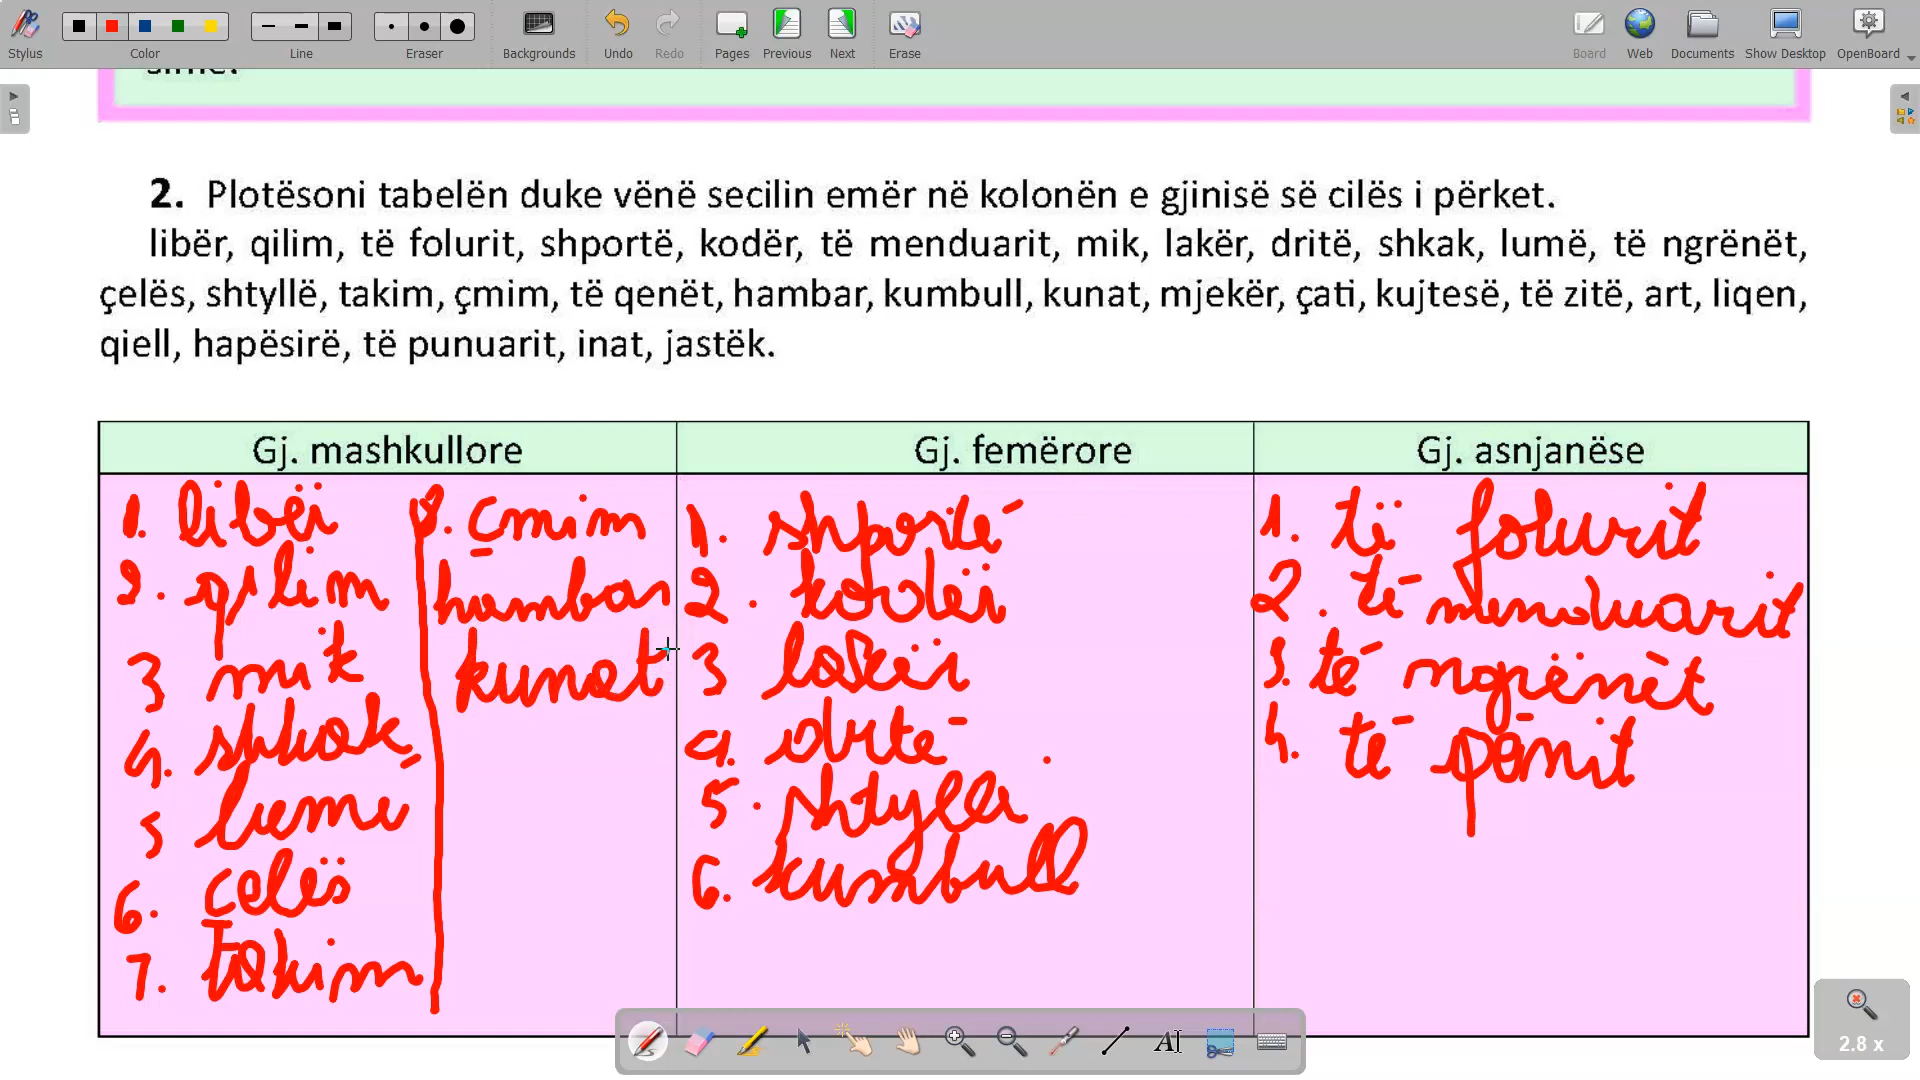 Stylus
Color
Line
Eraser
Backgrounds
Undo
Redo
Pages
Previous
Next
Erase
Board
Web
Documents
Show Desktop
OpenBoard
2. Plotësoni tabelën duke vënë secilin emër në kolonën e gjinisë së cilës i përket.
libër, qilim, të folurit, shportë, kodër, të menduarit, mik, lakër, dritë, shkak, lumë, të ngrënët,
çelës, shtyllë, takim, çmim, të qenët, hambar, kumbull, kunat, mjekër, çati, kujtesë, të zitë, art, liqen,
qiell, hapësirë, të punuarit, inat, jastëk.
Gj. mashkullore
1. libër
2. qilim
3 mik
4. shkak
5 lumë
6. çelës
7. takim
8. çmim
hambar
kunat
Gj. femërore
1. shportë
2. kodër
3 lakër
4. dritë
5. shtyllë
6. kumbull
Gj. asnjanëse
1. të folurit
2. të menduarit
3. të ngrënët
4. të
2.8 x